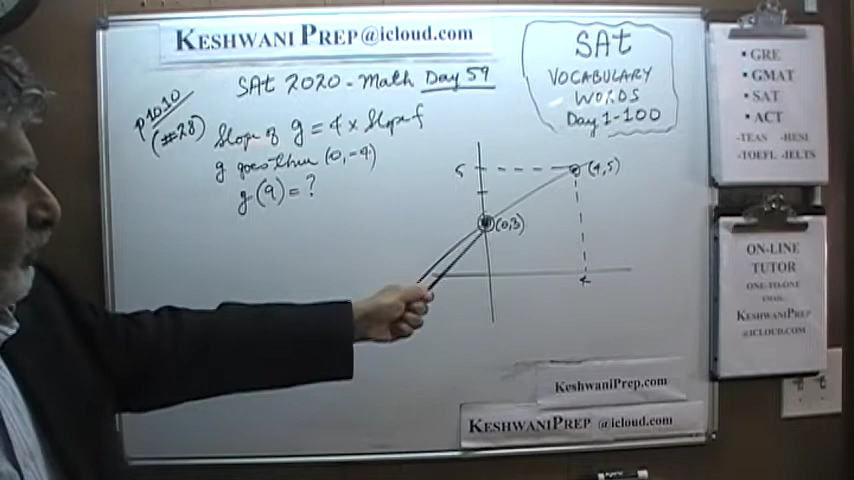 KESHWANI PREP@icloud.com
SAt 2020 - Math Day 59
p1010
(#28)
Slope of g = 4 x Slope f
g goes thru (0,-4)
g(9) = ?
5
(4,5)
(0,3)
4
SAt
VOCABULARY
WORDS
Day 1-100
• GRE
• GMAT
• SAT
• ACT
-TEAS -HESI
-TOEFL -IELTS
ON-LINE
TUTOR
ONE-TO-ONE
EMAIL
KESHWANIPREP
@ICLOUD.COM
KESHWANIPREP.COM
KESHWANIPREP @icloud.com